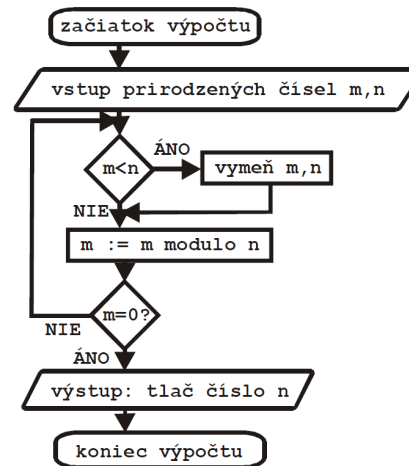 začiatok výpočtu
vstup prirodzených čísel m,n
m<n
ÁNO
vymeň m,n
NIE
m := m modulo n
m=0?
NIE
ÁNO
výstup: tlač číslo n
koniec výpočtu